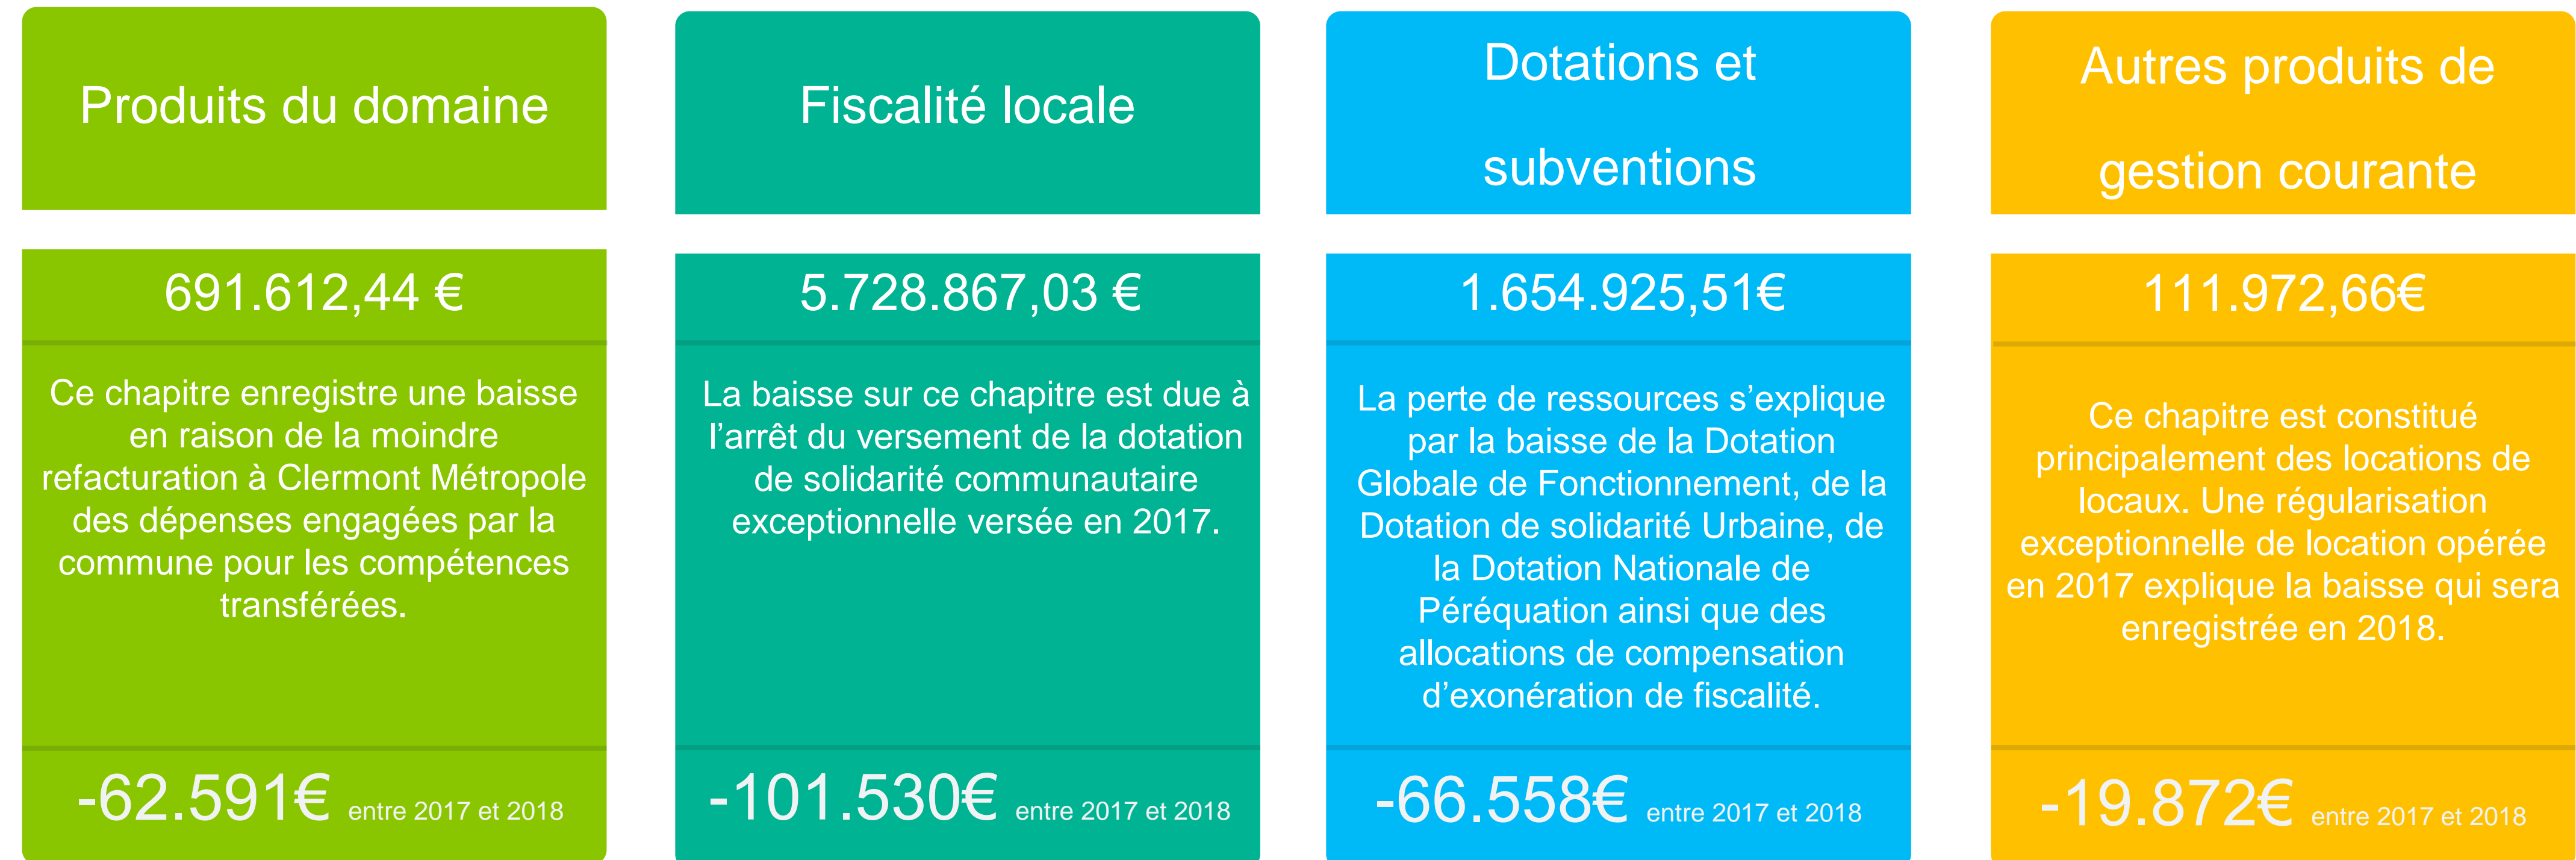 Produits du domaine
691.612,44 €
Ce chapitre enregistre une baisse
en raison de la moindre
refacturation à Clermont Métropole
des dépenses engagées par la
commune pour les compétences
transférées.
-62.591€ entre 2017 et 2018
Fiscalité locale
5.728.867,03 €
La baisse sur ce chapitre est due à
l’arrêt du versement de la dotation
de solidarité communautaire
exceptionnelle versée en 2017.
-101.530€ entre 2017 et 2018
Dotations et
subventions
1.654.925,51€
La perte de ressources s’explique
par la baisse de la Dotation
Globale de Fonctionnement, de la
Dotation de solidarité Urbaine, de
la Dotation Nationale de
Péréquation ainsi que des
allocations de compensation
d’exonération de fiscalité.
-66.558€ entre 2017 et 2018
Autres produits de
gestion courante
111.972,66€
Ce chapitre est constitué
principalement des locations de
locaux. Une régularisation
exceptionnelle de location opérée
en 2017 explique la baisse qui sera
enregistrée en 2018.
-19.872€ entre 2017 et 2018